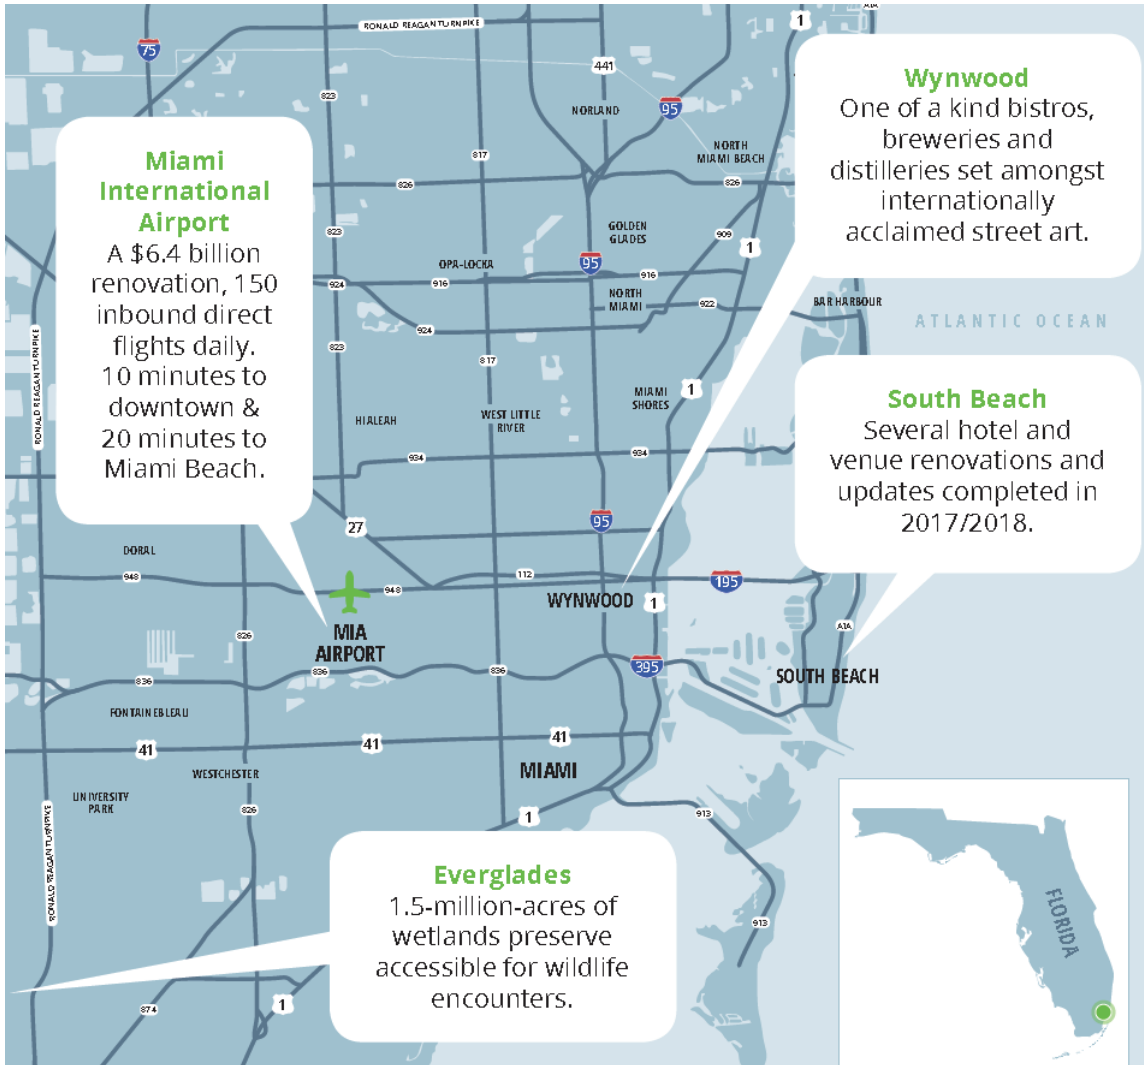 RONALD REAGAN TURNPIKE
1
A1A
75
441
823
NORLAND
95
NORTH
MIAMI BEACH
817
826
826
Wynwood
One of a kind bistros,
breweries and
distilleries set amongst
internationally
acclaimed street art.
Miami
International
Airport
A $6.4 billion
renovation, 150
inbound direct
flights daily.
10 minutes to
downtown &
20 minutes to
Miami Beach.
823
GOLDEN
GLADES
909
1
OPA-LOCKA
95
924
916
916
NORTH
MIAMI
922
BAR HARBOUR
ATLANTIC OCEAN
924
823
817
RONALD REAGAN TURNPIKE
MIAMI
SHORES
1
HIALEAH
WEST LITTLE
RIVER
934
934
South Beach
Several hotel and
venue renovations and
updates completed in
2017/2018.
27
95
DORAL
948
948
112
195
WYNWOOD
1
MIA
AIRPORT
826
A1A
836
836
836
395
SOUTH BEACH
FONTAINEBLEAU
41
41
41
MIAMI
WESTCHESTER
UNIVERSITY
PARK
826
1
913
RONALD REAGAN TURNPIKE
Everglades
1.5-million-acres of
wetlands preserve
accessible for wildlife
encounters.
913
874
1
FLORIDA